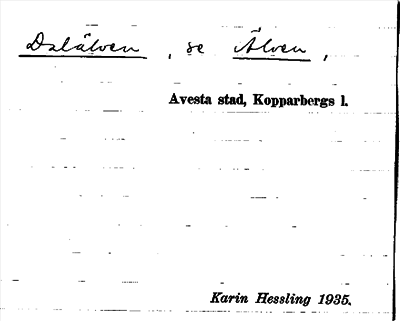 Dalälven, se Älven,
Avesta stad, Kopparbergs l.
Karin Hessling 1935.